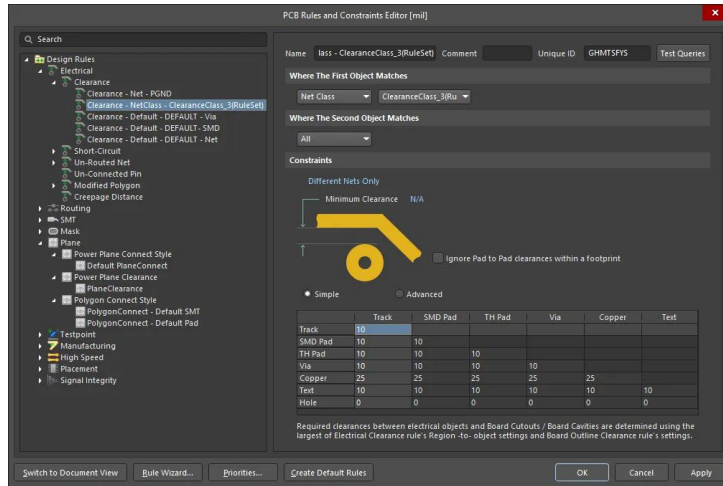 PCB Rules and Constraints Editor [mil]
Search
Design Rules
Electrical
Clearance
Clearance - Net - PGND
Clearance - NetClass - ClearanceClass_3(RuleSet)
Clearance - Default - DEFAULT - Via
Clearance - Default - DEFAULT- SMD
Clearance - Default - DEFAULT - Net
Short-Circuit
Un-Routed Net
Un-Connected Pin
Modified Polygon
Creepage Distance
Routing
SMT
Mask
Plane
Power Plane Connect Style
Default PlaneConnect
Power Plane Clearance
PlaneClearance
Polygon Connect Style
PolygonConnect - Default SMT
PolygonConnect - Default Pad
Testpoint
Manufacturing
High Speed
Placement
Signal Integrity
Name lass - ClearanceClass_3(RuleSet) Comment Unique ID GHMTSFYS Test Queries
Where The First Object Matches
Net Class ClearanceClass_3(Ru
Where The Second Object Matches
All
Constraints
Different Nets Only
Minimum Clearance N/A
Ignore Pad to Pad clearances within a footprint
Simple Advanced
Track SMD Pad TH Pad Via Copper Text
Track 10
SMD Pad 10 10
TH Pad 10 10 10
Via 10 10 10 10
Copper 25 25 25 25 25
Text 10 10 10 10 10 10
Hole 0 0 0 0 0 0
Required clearances between electrical objects and Board Cutouts / Board Cavities are determined using the
largest of Electrical Clearance rule's Region -to- object settings and Board Outline Clearance rule's settings.
Switch to Document View Rule Wizard... Priorities... Create Default Rules OK Cancel Apply